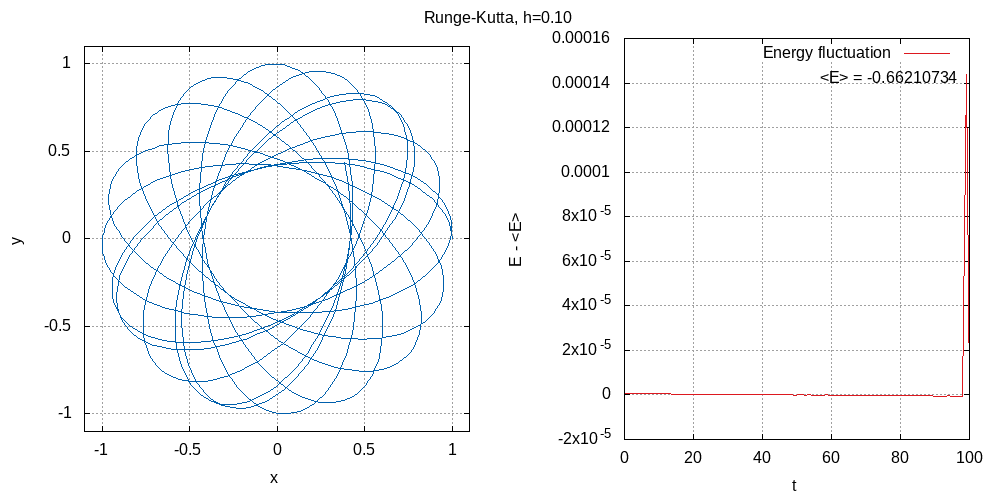 Runge-Kutta, h=0.10
1
0.5
0
-0.5
-1
-1 -0.5 0 0.5 1
x
y
0.00016
0.00014
0.00012
0.0001
8x10-5
6x10-5
4x10-5
2x10-5
0
-2x10-5
0 20 40 60 80 100
t
E - <E>
Energy fluctuation
<E> = -0.66210734